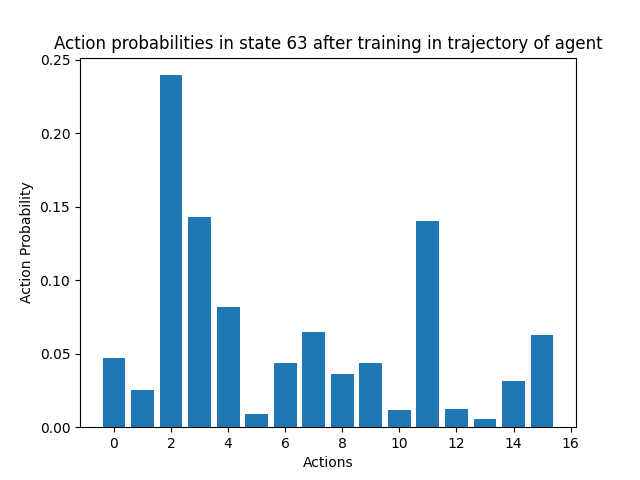 Action probabilities in state 63 after training in trajectory of agent
0.25
0.20
0.15
0.10
0.05
0.00
Action Probability
0 2 4 6 8 10 12 14 16
Actions